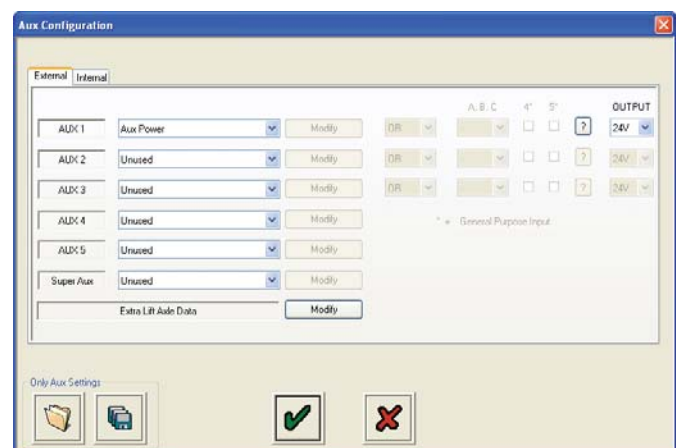 Aux Configuration
External Internal
A, B, C 4* 5* OUTPUT
AUX 1 Aux Power Modify OR - ? 24V
AUX 2 Unused Modify OR - ? 24V
AUX 3 Unused Modify OR - ? 24V
AUX 4 Unused Modify * = General Purpose Input
AUX 5 Unused Modify
Super Aux Unused Modify
Extra Lift Axle Data Modify
Only Aux Settings